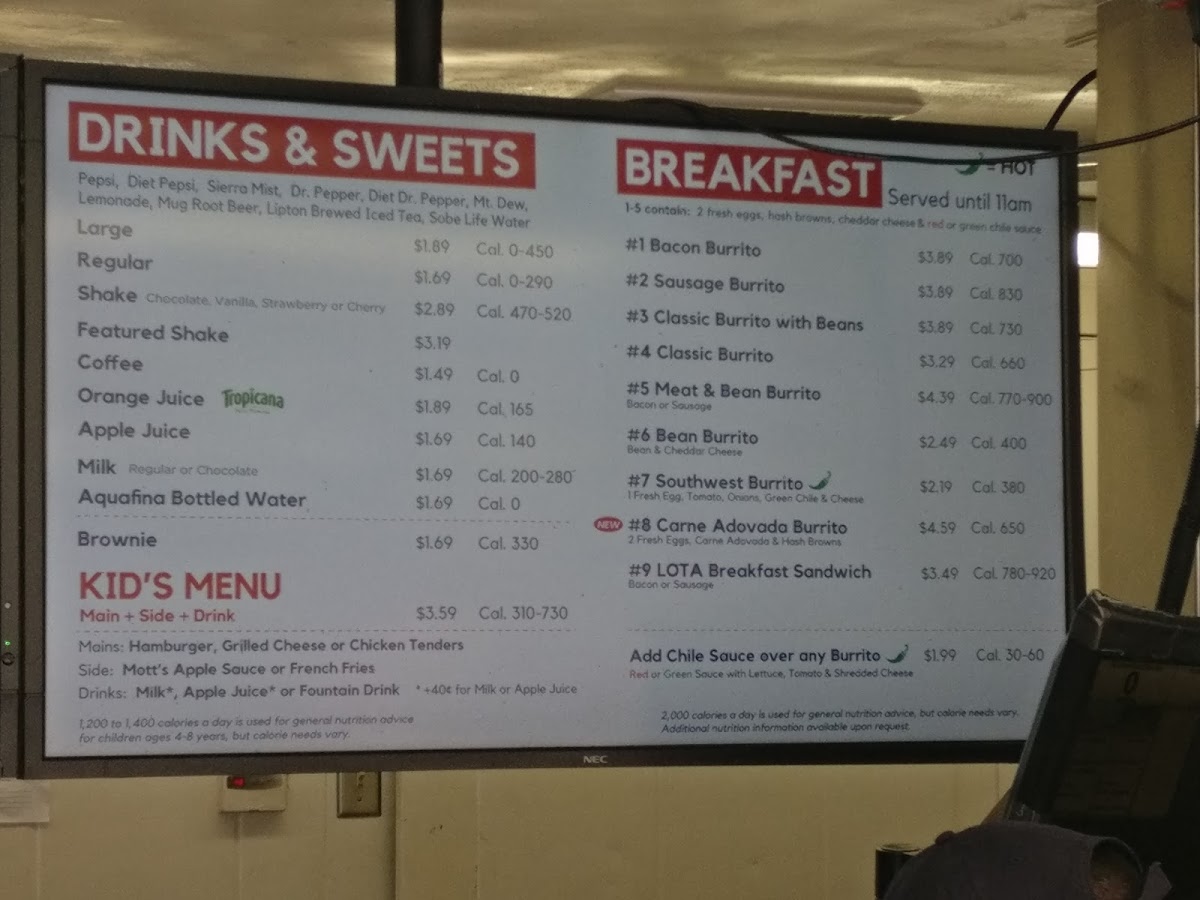 DRINKS & SWEETS
Pepsi, Diet Pepsi, Sierra Mist, Dr. Pepper, Diet Dr. Pepper, Mt. Dew,
Lemonade, Mug Root Beer, Lipton Brewed Iced Tea, Sobe Life Water
Large $1.89 Cal. 0-450
Regular $1.69 Cal. 0-290
Shake Chocolate, Vanilla, Strawberry or Cherry $2.89 Cal. 470-520
Featured Shake $3.19
Coffee $1.49 Cal. 0
Orange Juice Tropicana $1.89 Cal. 165
Apple Juice $1.69 Cal. 140
Milk Regular or Chocolate $1.69 Cal. 200-280
Aquafina Bottled Water $1.69 Cal. 0
Brownie $1.69 Cal. 330
KID'S MENU
Main + Side + Drink $3.59 Cal. 310-730
Mains: Hamburger, Grilled Cheese or Chicken Tenders
Side: Mott's Apple Sauce or French Fries
Drinks: Milk*, Apple Juice* or Fountain Drink *+40¢ for Milk or Apple Juice
1,200 to 1,400 calories a day is used for general nutrition advice
for children ages 4-8 years, but calorie needs vary.
BREAKFAST = HOT
Served until 11am
1-5 contain: 2 fresh eggs, hash browns, cheddar cheese & red or green chile sauce
#1 Bacon Burrito $3.89 Cal. 700
#2 Sausage Burrito $3.89 Cal. 830
#3 Classic Burrito with Beans $3.89 Cal. 730
#4 Classic Burrito $3.29 Cal. 660
#5 Meat & Bean Burrito $4.39 Cal. 770-900
Bacon or Sausage
#6 Bean Burrito $2.49 Cal. 400
Bean & Cheddar Cheese
#7 Southwest Burrito $2.19 Cal. 380
1 Fresh Egg, Tomato, Onions, Green Chile & Cheese
NEW #8 Carne Adovada Burrito $4.59 Cal. 650
2 Fresh Eggs, Carne Adovada & Hash Browns
#9 LOTA Breakfast Sandwich $3.49 Cal. 780-920
Bacon or Sausage
Add Chile Sauce over any Burrito $1.99 Cal. 30-60
Red or Green Sauce with Lettuce, Tomato & Shredded Cheese
2,000 calories a day is used for general nutrition advice, but calorie needs vary.
Additional nutrition information available upon request.
NEC
0